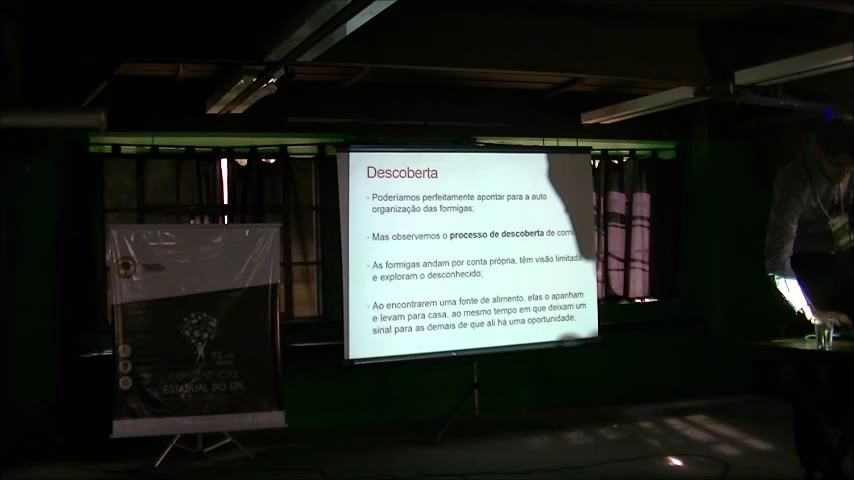 Descoberta
Poderíamos perfeitamente apontar para a auto
organização das formigas;
Mas observemos o processo de descoberta de com
As formigas andam por conta própria, têm visão limitada
e exploram o desconhecido;
Ao encontrarem uma fonte de alimento, elas o apanham
e levam para casa, ao mesmo tempo em que deixam um
sinal para as demais de que ali há uma oportunidade;
conferência
ESTADUAL DO EPL